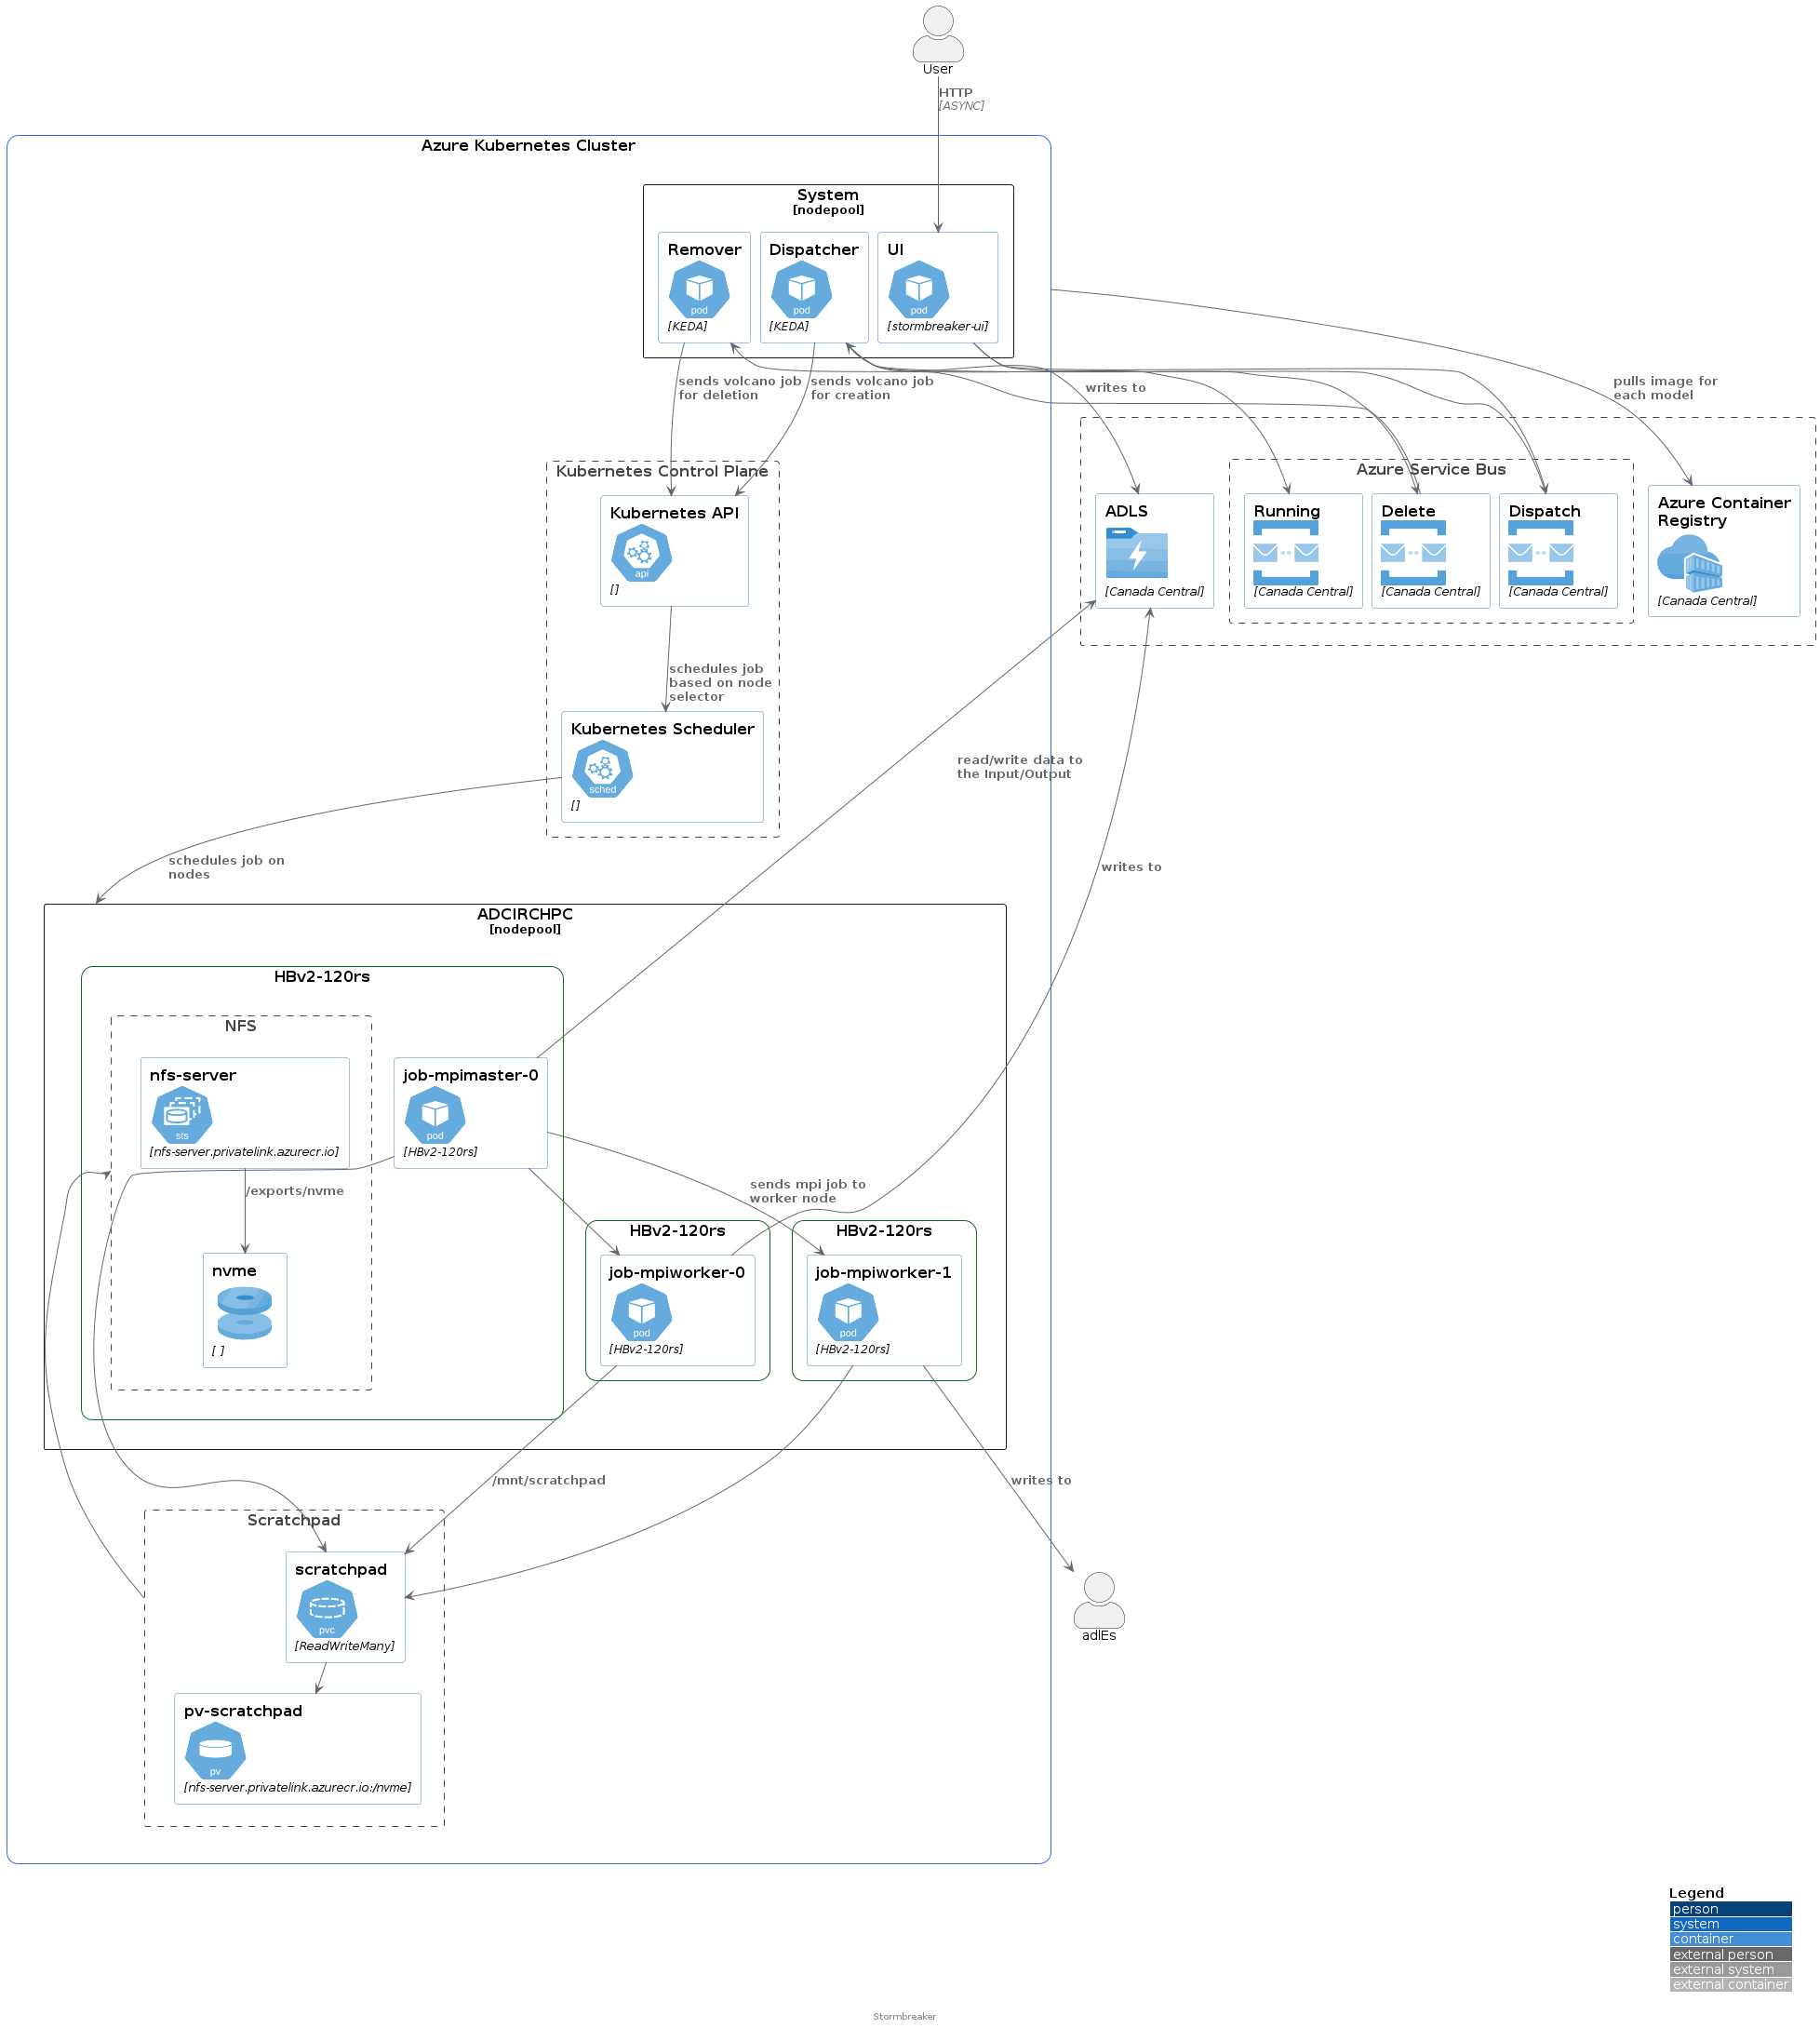 User
HTTP
[ASYNC]
Azure Kubernetes Cluster
System
[nodepool]
Remover
pod
[KEDA]
Dispatcher
pod
[KEDA]
UI
pod
[stormbreaker-ui]
sends volcano job
for deletion
sends volcano job
for creation
writes to
pulls image for
each model
Kubernetes Control Plane
Kubernetes API
api
[]
Azure Service Bus
ADLS
[Canada Central]
Running
[Canada Central]
Delete
[Canada Central]
Dispatch
[Canada Central]
Azure Container
Registry
[Canada Central]
schedules job
based on node
selector
Kubernetes Scheduler
sched
[]
read/write data to
the Input/Output
schedules job on
nodes
writes to
ADCIRCHPC
[nodepool]
HBv2-120rs
NFS
nfs-server
sts
[nfs-server.privatelink.azurecr.io]
job-mpimaster-0
pod
[HBv2-120rs]
/exports/nvme
sends mpi job to
worker node
nvme
[ ]
HBv2-120rs
job-mpiworker-0
pod
[HBv2-120rs]
HBv2-120rs
job-mpiworker-1
pod
[HBv2-120rs]
/mnt/scratchpad
writes to
Scratchpad
scratchpad
pvc
[ReadWriteMany]
adlEs
pv-scratchpad
pv
[nfs-server.privatelink.azurecr.io:/nvme]
Legend
person
system
container
external person
external system
external container
Stormbreaker